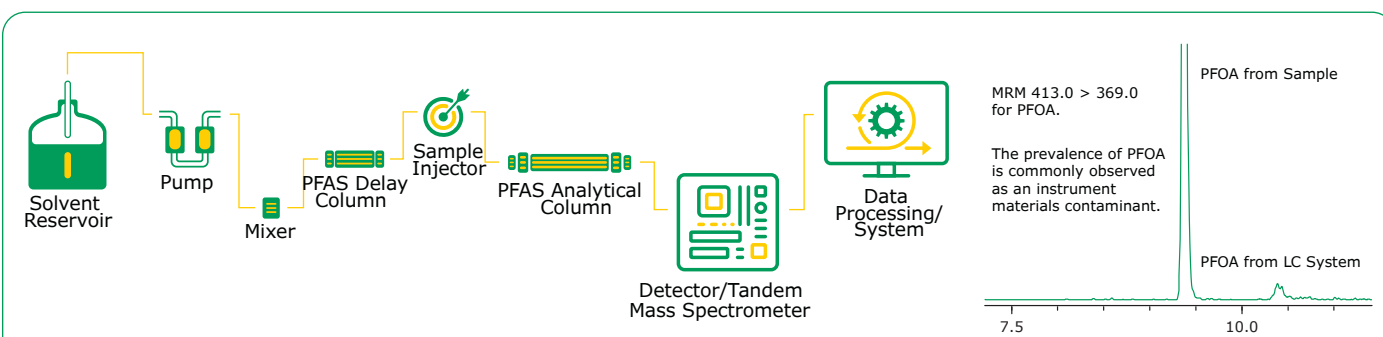 Solvent
Reservoir
Pump
Mixer
PFAS Delay
Column
Sample
Injector
PFAS Analytical
Column
Detector/Tandem
Mass Spectrometer
Data
Processing/
System
MRM 413.0 > 369.0
for PFOA.
The prevalence of PFOA
is commonly observed
as an instrument
materials contaminant.
PFOA from Sample
PFOA from LC System
7.5
10.0